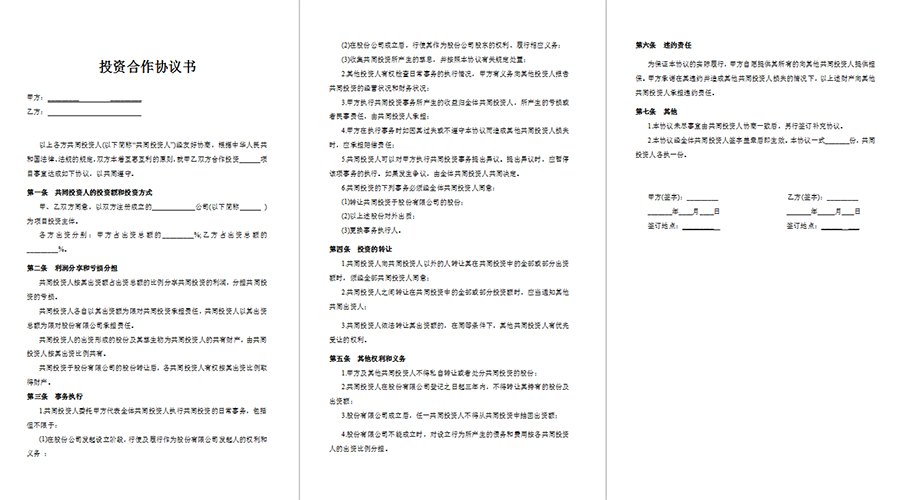 投资合作协议书
甲方：
乙方：
以上各方共同投资人(以下简称“共同投资人”)经友好协商，根据中华人民
共和国法律、法规的规定，双方本着互惠互利的原则，就甲乙双方合作投资______项
目事宜达成如下协议，以共同遵守。
第一条 共同投资人的投资额和投资方式
甲、乙双方同意，以双方注册成立的____________公司(以下简称______)
为项目投资主体。
各方出资分别：甲方占出资总额的_________%;乙方占出资总额的
_________%。
第二条 利润分享和亏损分担
共同投资人按其出资额占出资总额的比例分享共同投资的利润，分担共同投
资的亏损。
共同投资人各自以其出资额为限对共同投资承担责任，共同投资人以其出资
总额为限对股份有限公司承担责任。
共同投资人的出资形成的股份及其孳生物为共同投资人的共有财产，由共同
投资人按其出资比例共有。
共同投资于股份有限公司的股份转让后，各共同投资人有权按其出资比例取
得财产。
第三条 事务执行
1.共同投资人委托甲方代表全体共同投资人执行共同投资的日常事务，包括
但不限于：
(1)在股份公司发起设立阶段，行使及履行作为股份有限公司发起人的权利和
义务；
(2)在股份公司成立后，行使其作为股份公司股东的权利、履行相应义务；
(3)收集共同投资所产生的孳息，并按照本协议有关规定处置；
2.其他投资人有权检查日常事务的执行情况，甲方有义务向其他投资人报告
共同投资的经营状况和财务状况；
3.甲方执行共同投资事务所产生的收益归全体共同投资人，所产生的亏损或
者民事责任，由共同投资人承担；
4.甲方在执行事务时如因其过失或不遵守本协议而造成其他共同投资人损失
时，应承担赔偿责任；
5.共同投资人可以对甲方执行共同投资事务提出异议。提出异议时，应暂停
该项事务的执行。如果发生争议，由全体共同投资人共同决定。
6.共同投资的下列事务必须经全体共同投资人同意：
(1)转让共同投资于股份有限公司的股份；
(2)以上述股份对外出质；
(3)更换事务执行人。
第四条 投资的转让
1.共同投资人向共同投资人以外的人转让其在共同投资中的全部或部分出资
额时，须经全部共同投资人同意；
2.共同投资人之间转让在共同投资中的全部或部分投资额时，应当通知其他
共同出资人；
3.共同投资人依法转让其出资额的，在同等条件下，其他共同投资人有优先
受让的权利。
第五条 其他权利和义务
1.甲方及其他共同投资人不得私自转让或者处分共同投资的股份；
2.共同投资人在股份有限公司登记之日起三年内，不得转让其持有的股份及
出资额；
3.股份有限公司成立后，任一共同投资人不得从共同投资中抽回出资额；
4.股份有限公司不能成立时，对设立行为所产生的债务和费用按各共同投资
人的出资比例分担。
第六条 违约责任
为保证本协议的实际履行，甲方自愿提供其所有的向其他共同投资人提供担
保。甲方承诺在其违约并造成其他共同投资人损失的情况下，以上述财产向其他
共同投资人承担违约责任。
第七条 其他
1.本协议未尽事宜由共同投资人协商一致后，另行签订补充协议。
2.本协议经全体共同投资人签字盖章后即生效。本协议一式______份，共同
投资人各执一份。
甲方(签字)：________ 乙方(签字)：________
______年____月____日 ______年____月____日
签订地点：________ 签订地点：________